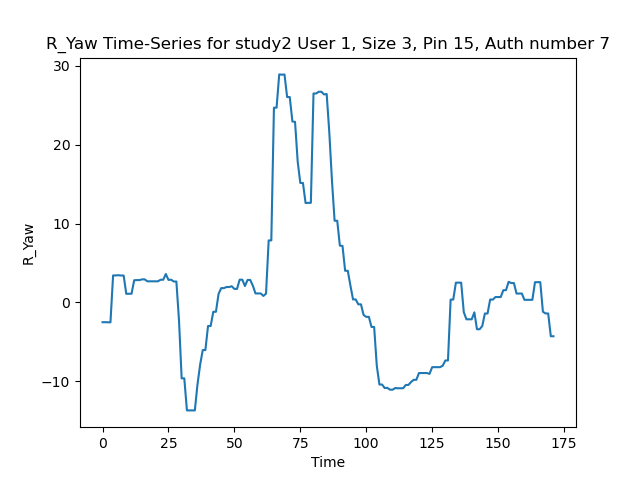 R_Yaw Time-Series for study2 User 1, Size 3, Pin 15, Auth number 7
30
20
10
0
−10
R_Yaw
0 25 50 75 100 125 150 175
Time